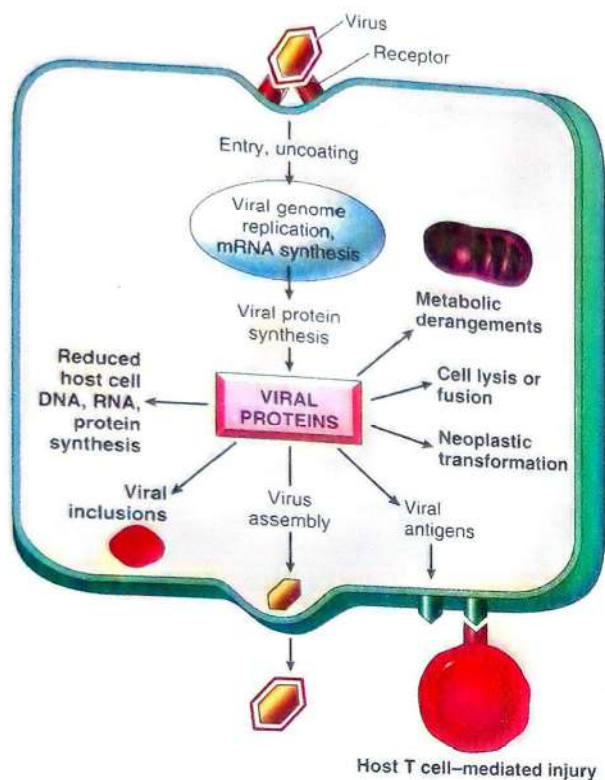 Virus
Receptor
Entry, uncoating
Viral genome
replication,
mRNA synthesis
Viral protein
synthesis
Metabolic
derangements
Reduced
host cell
DNA, RNA,
protein
synthesis
VIRAL
PROTEINS
Cell lysis or
fusion
Neoplastic
transformation
Viral
inclusions
Virus
assembly
Viral
antigens
Host T cell–mediated injury